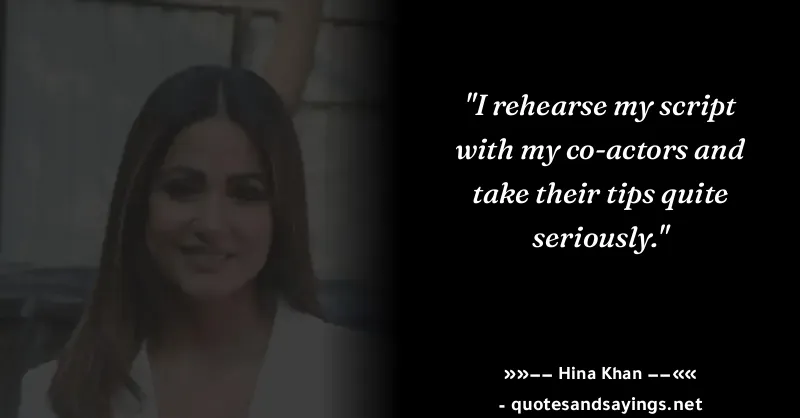 "I rehearse my script
with my co-actors and
take their tips quite
seriously."
»»−− Hina Khan −−««
- quotesandsayings.net